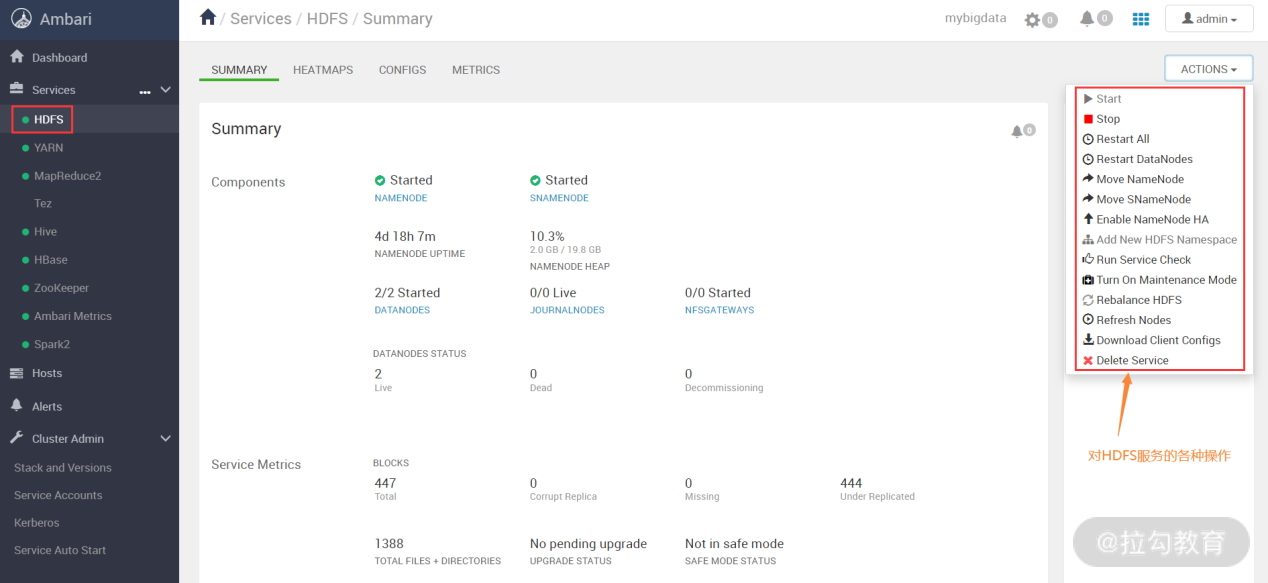 Ambari
/ Services / HDFS / Summary
mybigdata
0
0
admin
Dashboard
Services
...
HDFS
YARN
MapReduce2
Tez
Hive
HBase
ZooKeeper
Ambari Metrics
Spark2
Hosts
Alerts
Cluster Admin
Stack and Versions
Service Accounts
Kerberos
Service Auto Start
SUMMARY
HEATMAPS
CONFIGS
METRICS
ACTIONS
Start
Stop
Restart All
Restart DataNodes
Move NameNode
Move SNameNode
Enable NameNode HA
Add New HDFS Namespace
Run Service Check
Turn On Maintenance Mode
Rebalance HDFS
Refresh Nodes
Download Client Configs
Delete Service
对HDFS服务的各种操作
Summary
0
Components
Started
NAMENODE
Started
SNAMENODE
4d 18h 7m
NAMENODE UPTIME
10.3%
2.0 GB / 19.8 GB
NAMENODE HEAP
2/2 Started
DATANODES
0/0 Live
JOURNALNODES
0/0 Started
NFSGATEWAYS
DATANODES STATUS
2
Live
0
Dead
0
Decommissioning
Service Metrics
BLOCKS
447
Total
0
Corrupt Replica
0
Missing
444
Under Replicated
1388
TOTAL FILES + DIRECTORIES
No pending upgrade
UPGRADE STATUS
Not in safe mode
SAFE MODE STATUS
@拉勾教育